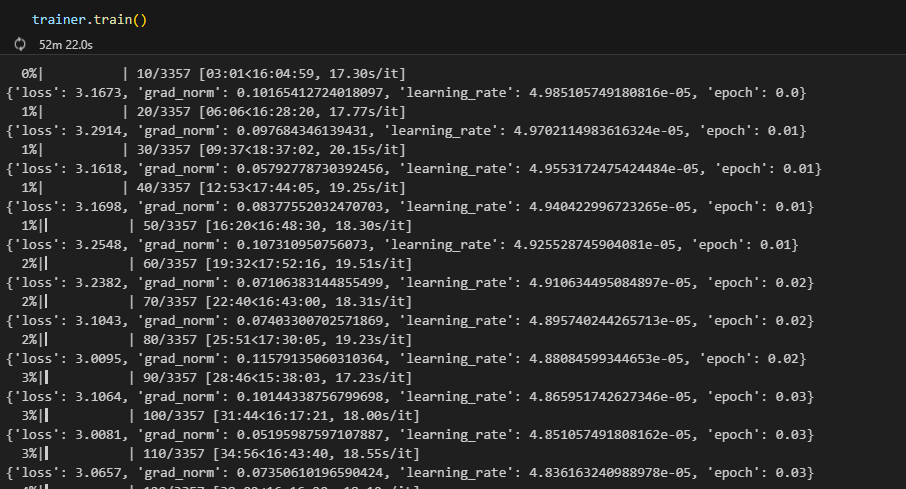 trainer.train()
52m 22.0s
0%| | 10/3357 [03:01<16:04:59, 17.30s/it]
{'loss': 3.1673, 'grad_norm': 0.10165412724018097, 'learning_rate': 4.985105749180816e-05, 'epoch': 0.0}
1%| | 20/3357 [06:06<16:28:20, 17.77s/it]
{'loss': 3.2914, 'grad_norm': 0.097684346139431, 'learning_rate': 4.9702114983616324e-05, 'epoch': 0.01}
1%| | 30/3357 [09:37<18:37:02, 20.15s/it]
{'loss': 3.1618, 'grad_norm': 0.05792778730392456, 'learning_rate': 4.9553172475424484e-05, 'epoch': 0.01}
1%| | 40/3357 [12:53<17:44:05, 19.25s/it]
{'loss': 3.1698, 'grad_norm': 0.08377552032470703, 'learning_rate': 4.940422996723265e-05, 'epoch': 0.01}
1%| | 50/3357 [16:20<16:48:30, 18.30s/it]
{'loss': 3.2548, 'grad_norm': 0.107310950756073, 'learning_rate': 4.925528745904081e-05, 'epoch': 0.01}
2%| | 60/3357 [19:32<17:52:16, 19.51s/it]
{'loss': 3.2382, 'grad_norm': 0.07106383144855499, 'learning_rate': 4.910634495084897e-05, 'epoch': 0.02}
2%| | 70/3357 [22:40<16:43:00, 18.31s/it]
{'loss': 3.1043, 'grad_norm': 0.07403300702571869, 'learning_rate': 4.895740244265713e-05, 'epoch': 0.02}
2%| | 80/3357 [25:51<17:30:05, 19.23s/it]
{'loss': 3.0095, 'grad_norm': 0.11579135060310364, 'learning_rate': 4.88084599344653e-05, 'epoch': 0.02}
3%| | 90/3357 [28:46<15:38:03, 17.23s/it]
{'loss': 3.1064, 'grad_norm': 0.10144338756799698, 'learning_rate': 4.865951742627346e-05, 'epoch': 0.03}
3%| | 100/3357 [31:44<16:17:21, 18.00s/it]
{'loss': 3.0081, 'grad_norm': 0.05195987597107887, 'learning_rate': 4.851057491808162e-05, 'epoch': 0.03}
3%| | 110/3357 [34:56<16:43:40, 18.55s/it]
{'loss': 3.0657, 'grad_norm': 0.07350610196590424, 'learning_rate': 4.836163240988978e-05, 'epoch': 0.03}